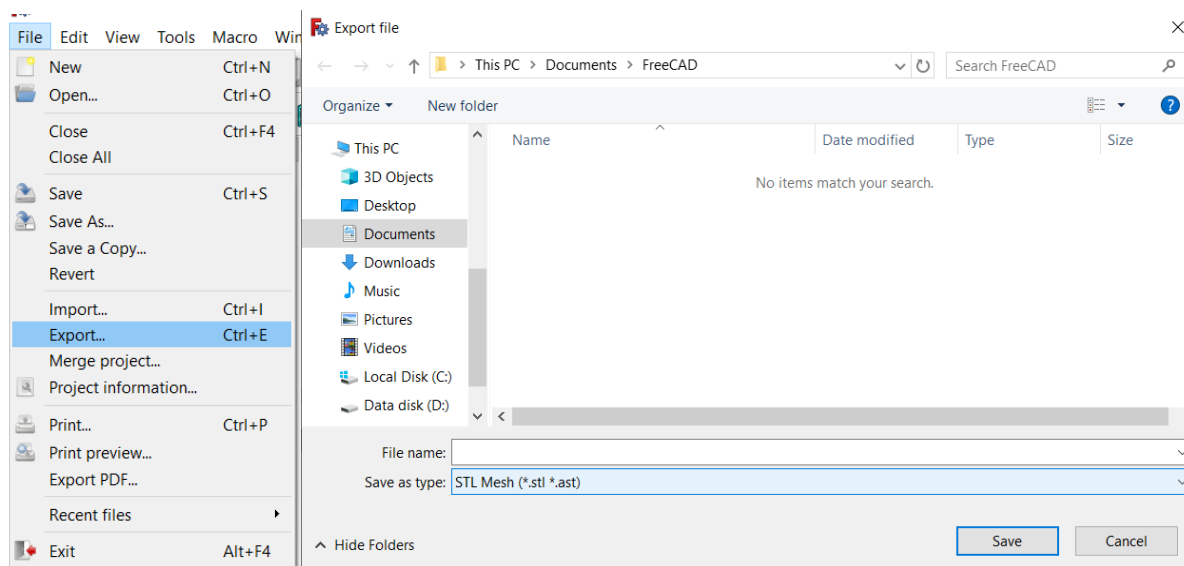 File Edit View Tools Macro Win
New Ctrl+N
Open... Ctrl+O
Close Ctrl+F4
Close All
Save Ctrl+S
Save As...
Save a Copy...
Revert
Import... Ctrl+I
Export... Ctrl+E
Merge project...
Project information...
Print... Ctrl+P
Print preview...
Export PDF...
Recent files
Exit Alt+F4
Export file
This PC > Documents > FreeCAD
Search FreeCAD
Organize New folder
Name Date modified Type Size
No items match your search.
This PC
3D Objects
Desktop
Documents
Downloads
Music
Pictures
Videos
Local Disk (C:)
Data disk (D:)
File name:
Save as type: STL Mesh (*.stl *.ast)
Hide Folders
Save Cancel